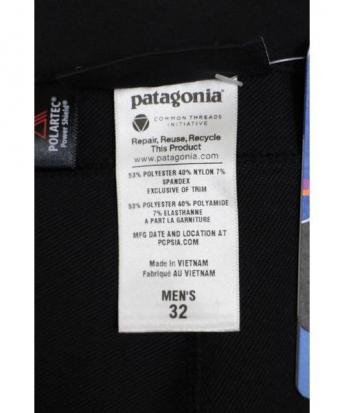 patagonia®
COMMON THREADS
INITIATIVE
Repair, Reuse, Recycle
This Product
www.patagonia.com
53% POLYESTER 40% NYLON 7%
SPANDEX
EXCLUSIVE OF TRIM
53% POLYESTER 40% POLYAMIDE
7% ELASTHANNE
A PART LA GARNITURE
MFG DATE AND LOCATION AT
PCPSIA.COM
Made in VIETNAM
Fabriqué AU VIETNAM
MEN'S
32
POLARTEC®
Power Shield®